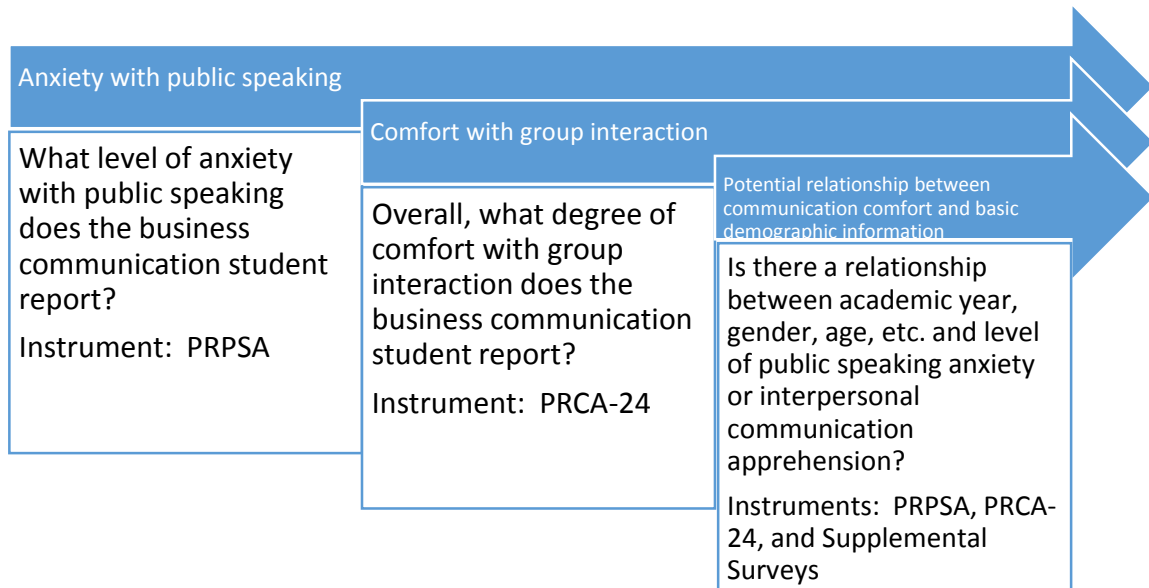 Anxiety with public speaking
What level of anxiety
with public speaking
does the business
communication student
report?
Instrument:  PRPSA
Comfort with group interaction
Overall, what degree of
comfort with group
interaction does the
business communication
student report?
Instrument:  PRCA-24
Potential relationship between
communication comfort and basic
demographic information
Is there a relationship
between academic year,
gender, age, etc. and level
of public speaking anxiety
or interpersonal
communication
apprehension?
Instruments:  PRPSA, PRCA-
24, and Supplemental
Surveys